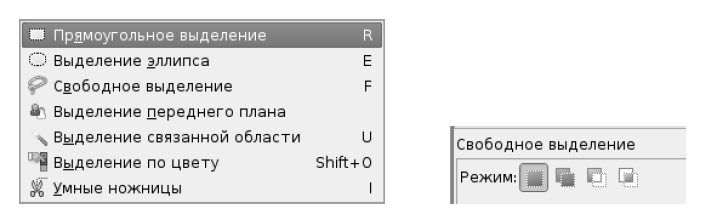 Прямоугольное выделение R
Выделение эллипса E
Свободное выделение F
Выделение переднего плана
Выделение связанной области U
Выделение по цвету Shift+O
Умные ножницы I
Свободное выделение
Режим: